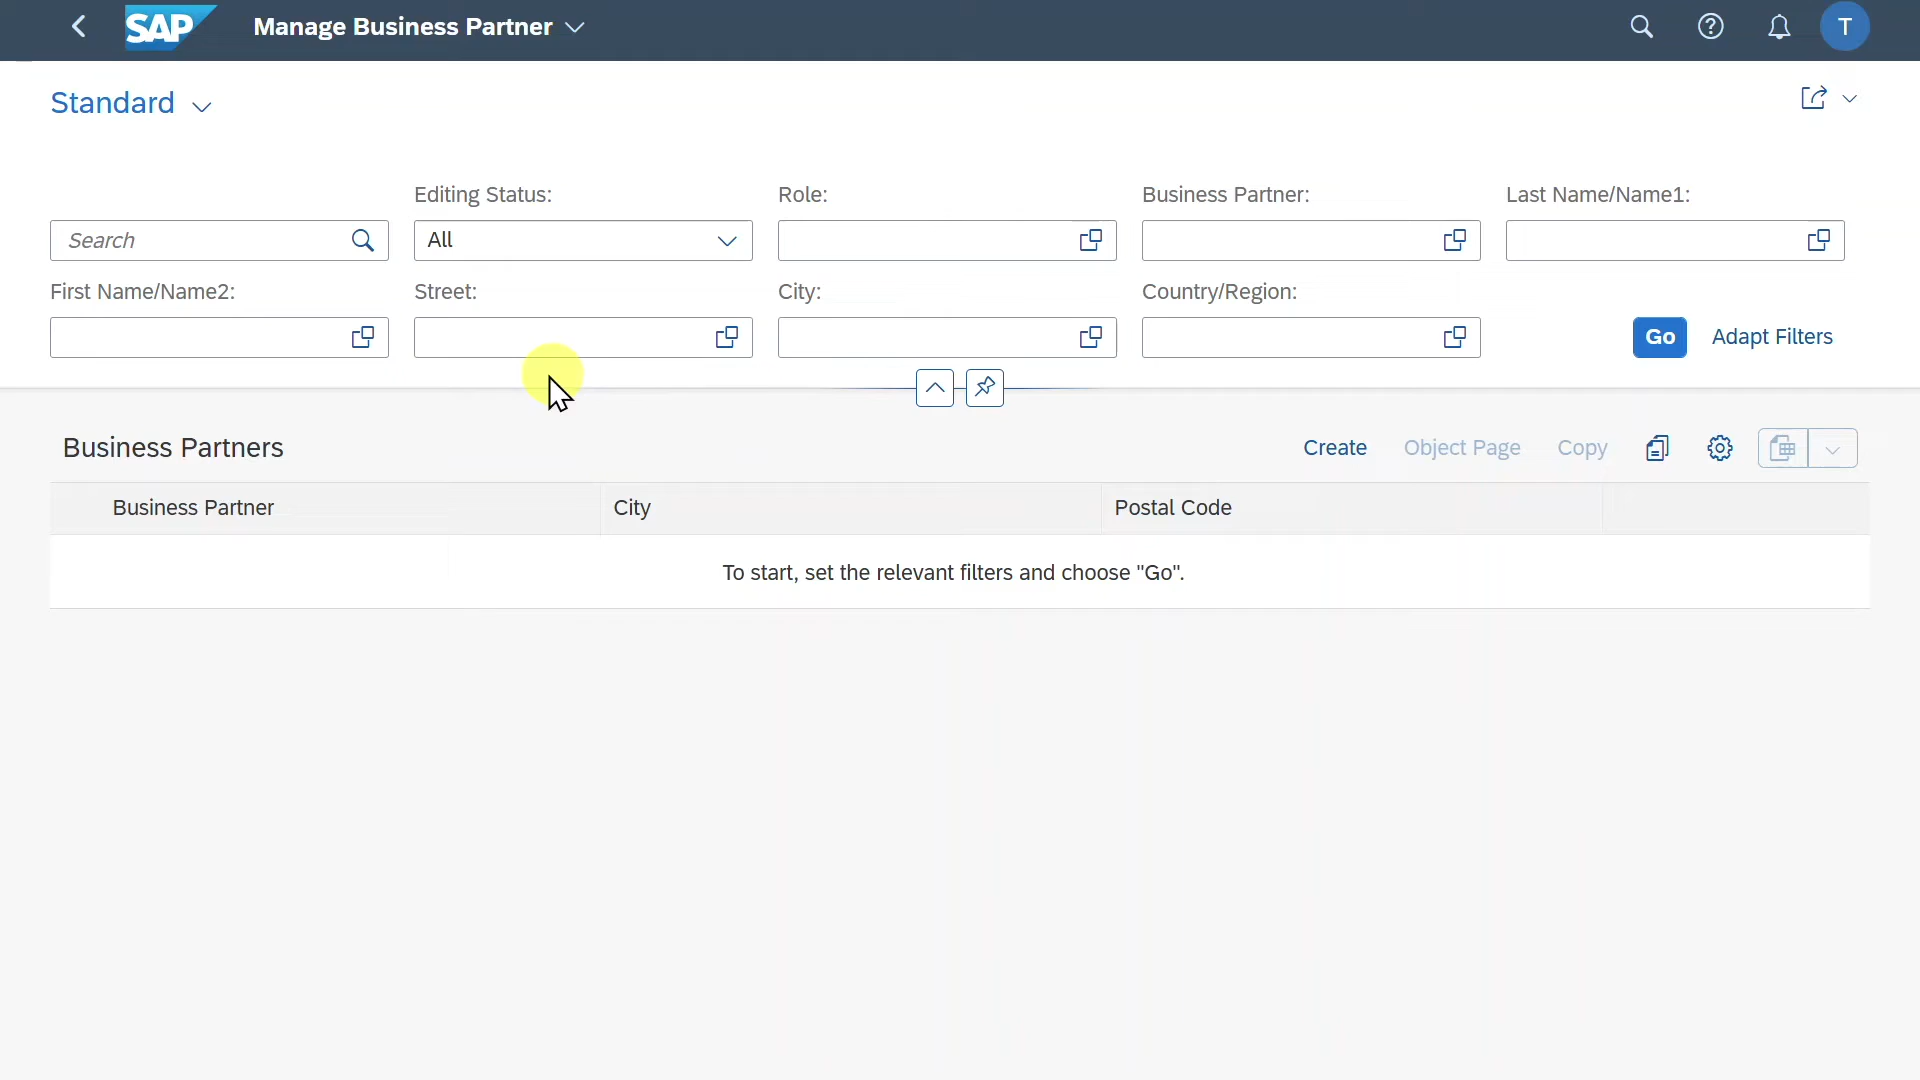 SAP Manage Business Partner T
Standard
Editing Status: Role: Business Partner: Last Name/Name1:
Search All
First Name/Name2: Street: City: Country/Region:
Go Adapt Filters
Business Partners Create Object Page Copy
Business Partner City Postal Code
To start, set the relevant filters and choose "Go".